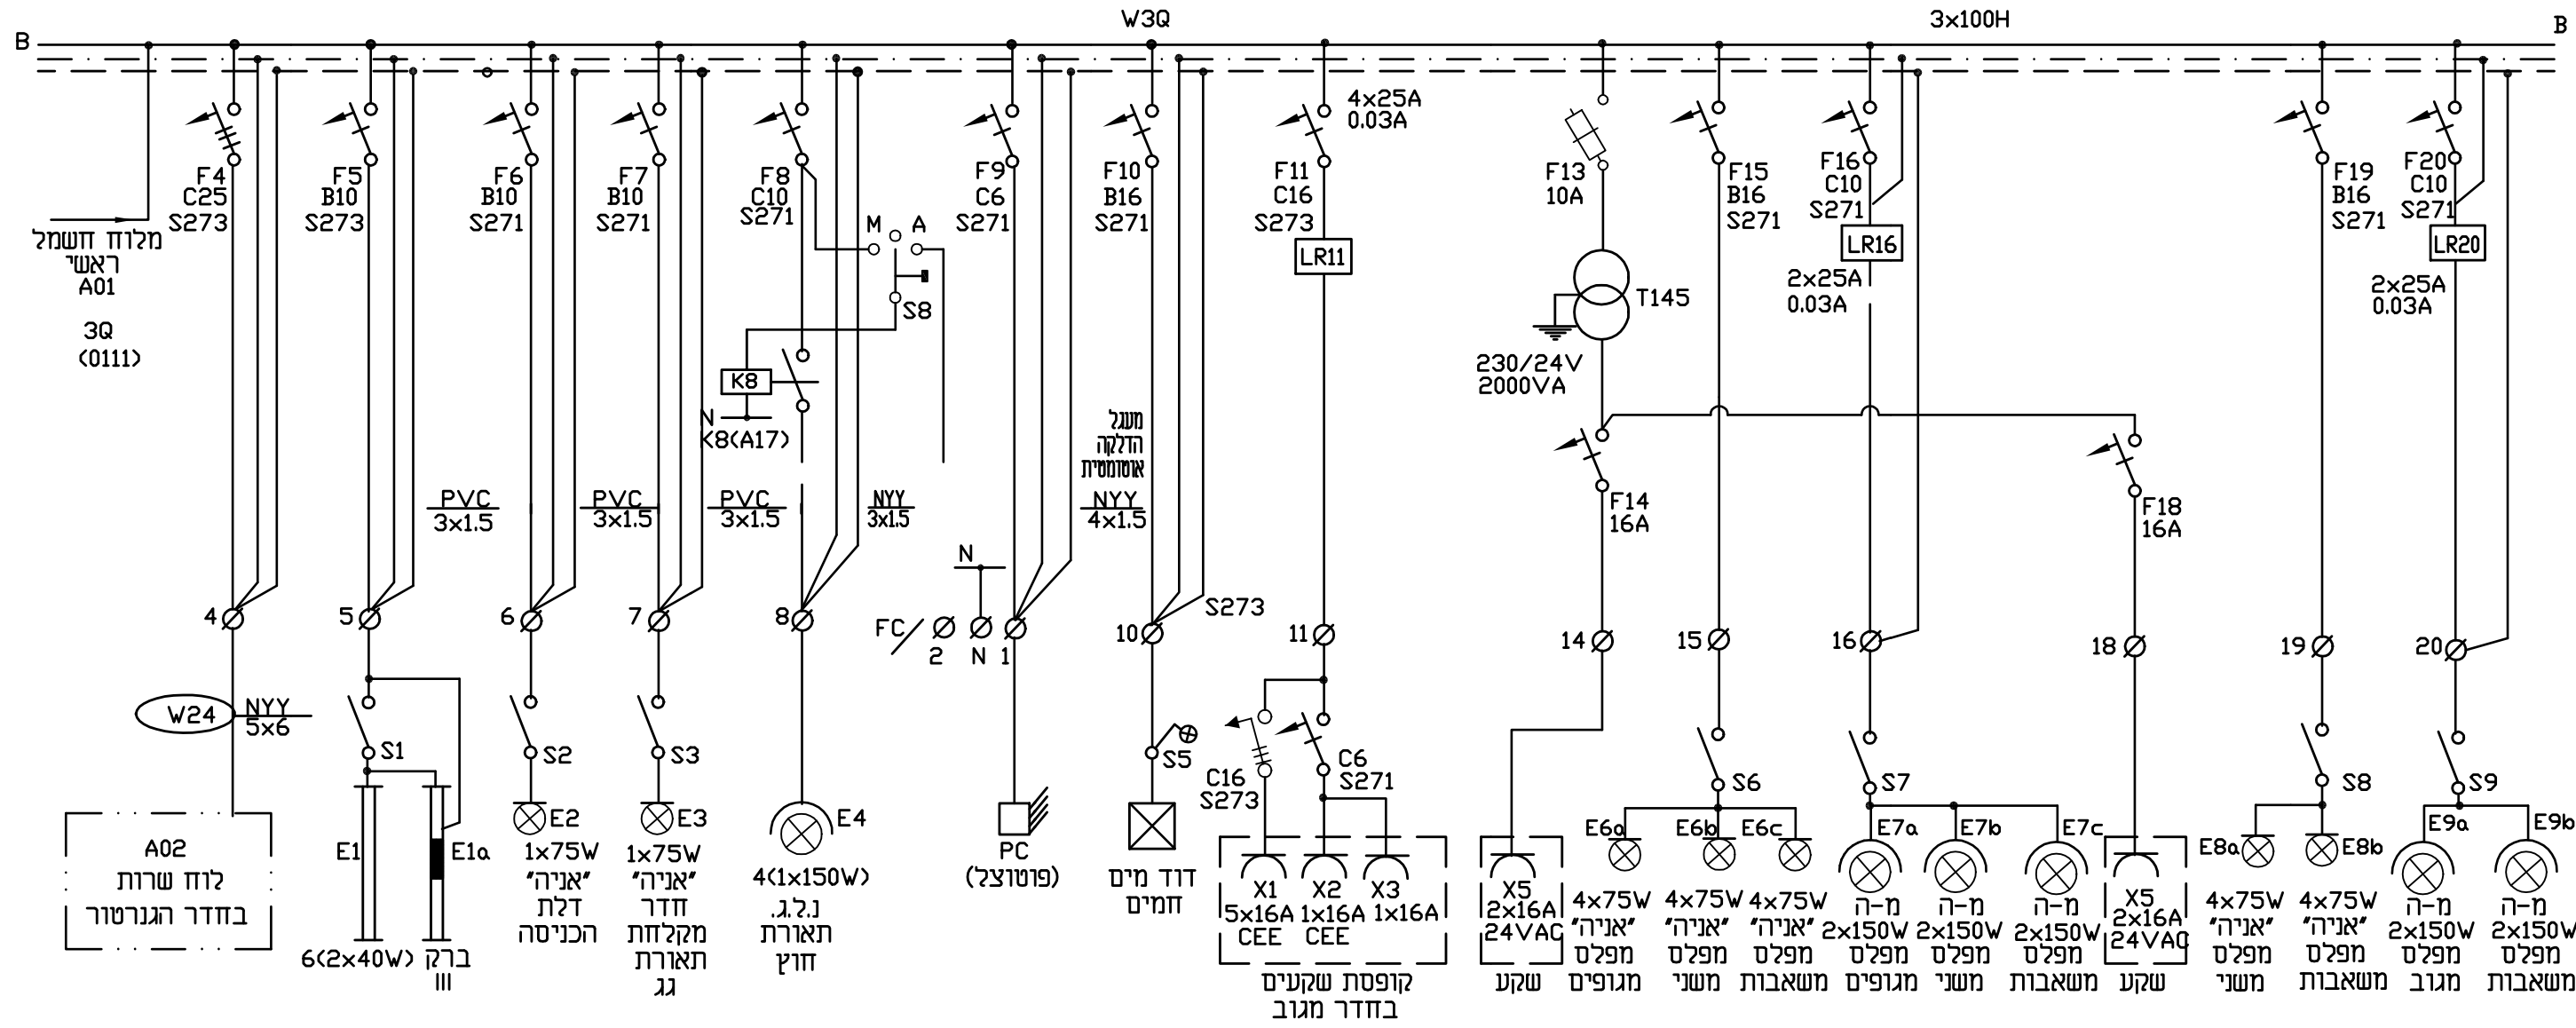 W3Q
3x100H
B
B
4x25A
0.03A
F4
C25
S273
F5
B10
S273
F6
B10
S271
F7
B10
S271
F8
C10
S271
M A
S8
F9
C6
S271
F10
B16
S271
F11
C16
S273
LR11
F13
10A
T145
230/24V
2000VA
F15
B16
S271
F16
C10
S271
LR16
2x25A
0.03A
F19
B16
S271
F20
C10
S271
LR20
2x25A
0.03A
מלוח חשמל
ראשי
A01
3Q
(0111)
K8
N
K8(A17)
מעגל
הדלקה
אוטומטית
PVC
3x1.5
PVC
3x1.5
PVC
3x1.5
NYY
3x1.5
NYY
4x1.5
F14
16A
F18
16A
N
FC
2 N 1
S273
4
5
6
7
8
10
11
14
15
16
18
19
20
W24
NYY
5x6
S1
S2
S3
S5
C16
S273
C6
S271
S6
S7
S8
S9
A02
לוח שרות
בחדר הגנרטור
E1
E1a
6(2x40W)
ברק
III
E2
1x75W
"אניה"
דלת
הכניסה
E3
1x75W
"אניה"
חדר
מקלחת
תאורת
גג
E4
4(1x150W)
נ.ל.ג.
תאורת
חוץ
PC
(פוטוצל)
דוד מים
חמים
X1
5x16A
CEE
X2
1x16A
CEE
X3
1x16A
קופסת שקעים
בחדר מגוב
X5
2x16A
24VAC
שקע
E6a
4x75W
"אניה"
מפלס
מגופים
E6b
4x75W
"אניה"
מפלס
משני
E6c
4x75W
"אניה"
מפלס
משאבות
E7a
מ-ה
2x150W
מפלס
מגופים
E7b
מ-ה
2x150W
מפלס
משני
E7c
מ-ה
2x150W
מפלס
משאבות
X5
2x16A
24VAC
שקע
E8a
4x75W
"אניה"
מפלס
משני
E8b
4x75W
"אניה"
מפלס
משאבות
E9a
מ-ה
2x150W
מפלס
מגוב
E9b
מ-ה
2x150W
מפלס
משאבות